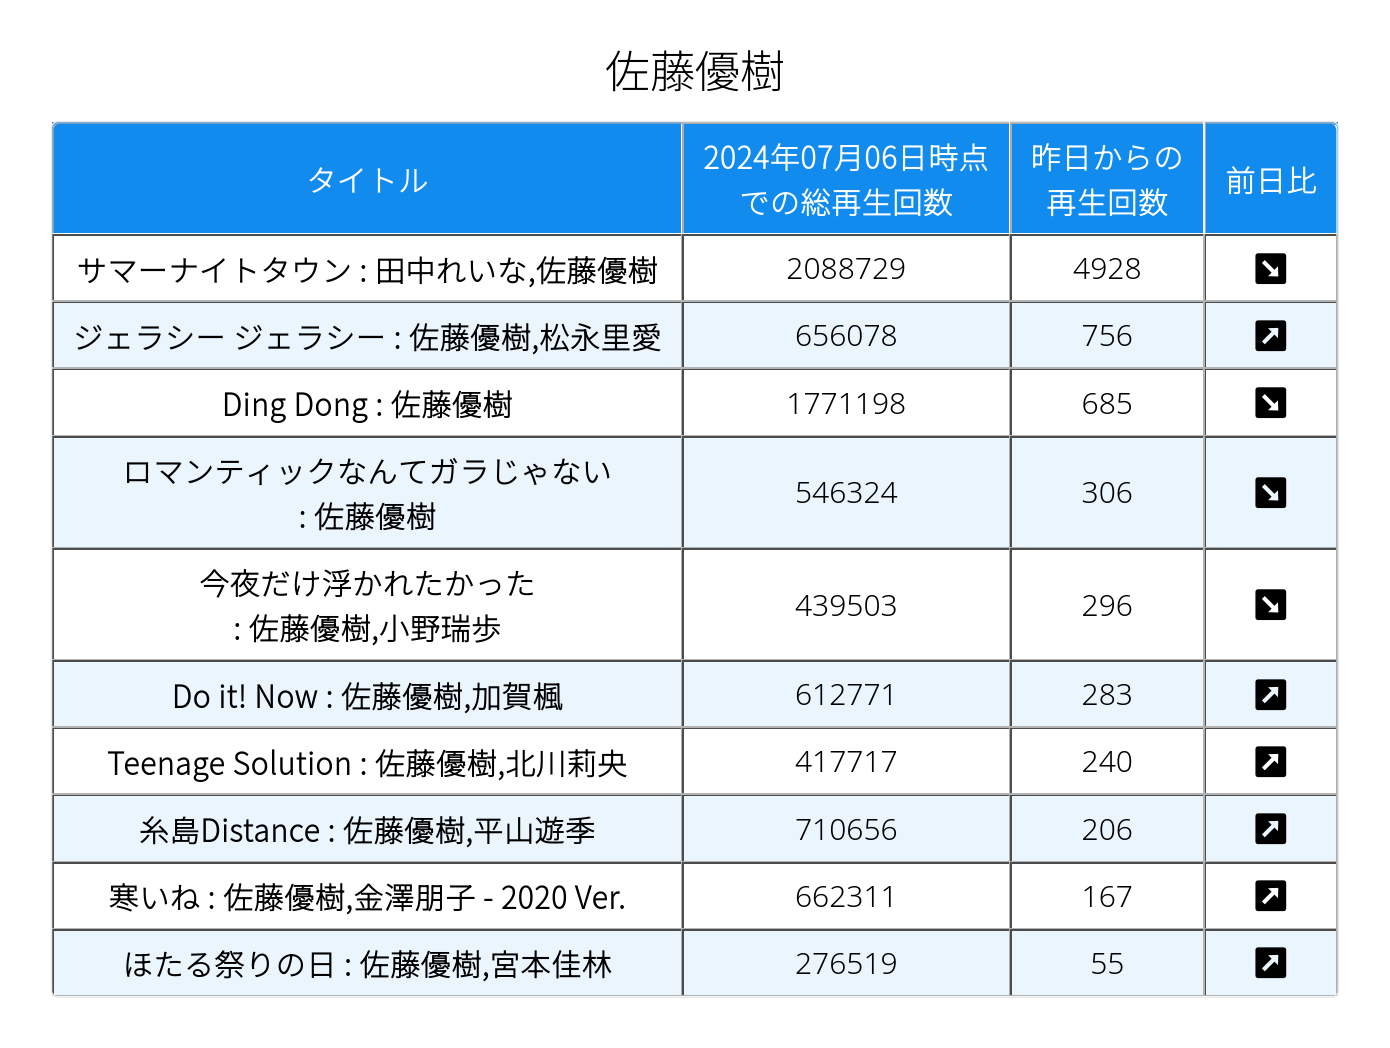 佐藤優樹
タイトル
2024年07月06日時点
での総再生回数
昨日からの
再生回数
前日比
サマーナイトタウン : 田中れいな,佐藤優樹 2088729 4928
ジェラシー ジェラシー : 佐藤優樹,松永里愛 656078 756
Ding Dong : 佐藤優樹 1771198 685
ロマンティックなんてガラじゃない
: 佐藤優樹 546324 306
今夜だけ浮かれたかった
: 佐藤優樹,小野瑞歩 439503 296
Do it! Now : 佐藤優樹,加賀楓 612771 283
Teenage Solution : 佐藤優樹,北川莉央 417717 240
糸島Distance : 佐藤優樹,平山遊季 710656 206
寒いね : 佐藤優樹,金澤朋子 - 2020 Ver. 662311 167
ほたる祭りの日 : 佐藤優樹,宮本佳林 276519 55